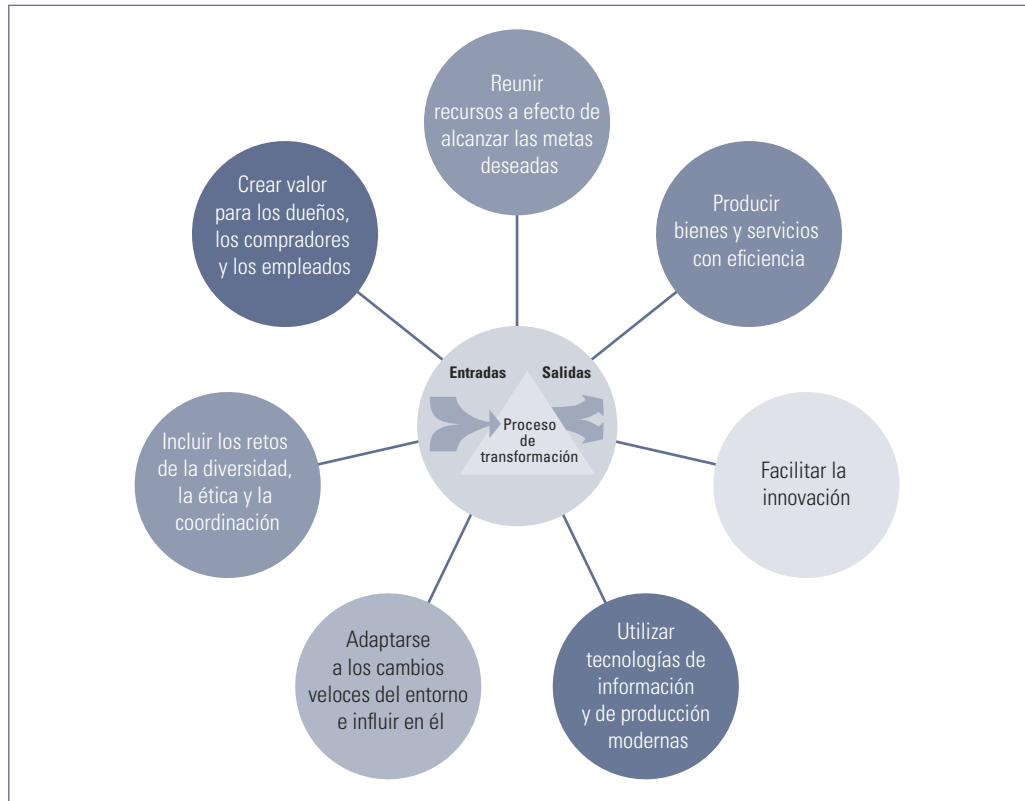 Reunir
recursos a efecto de
alcanzar las metas
deseadas
Producir
bienes y servicios
con eficiencia
Facilitar la
innovación
Utilizar
tecnologías de
información
y de producción
modernas
Adaptarse
a los cambios
veloces del entorno
e influir en él
Incluir los retos
de la diversidad,
la ética y la
coordinación
Crear valor
para los dueños,
los compradores
y los empleados
Entradas Salidas
Proceso
de
transformación